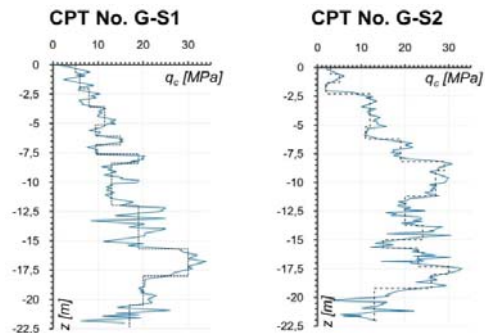 CPT No. G-S1
0 10 20 30
q_c [MPa]
0
-2,5
-5
-7,5
-10
-12,5
-15
-17,5
-20
-22,5
z [m]
CPT No. G-S2
0 10 20 30
q_c [MPa]
0
-2,5
-5
-7,5
-10
-12,5
-15
-17,5
-20
-22,5
z [m]